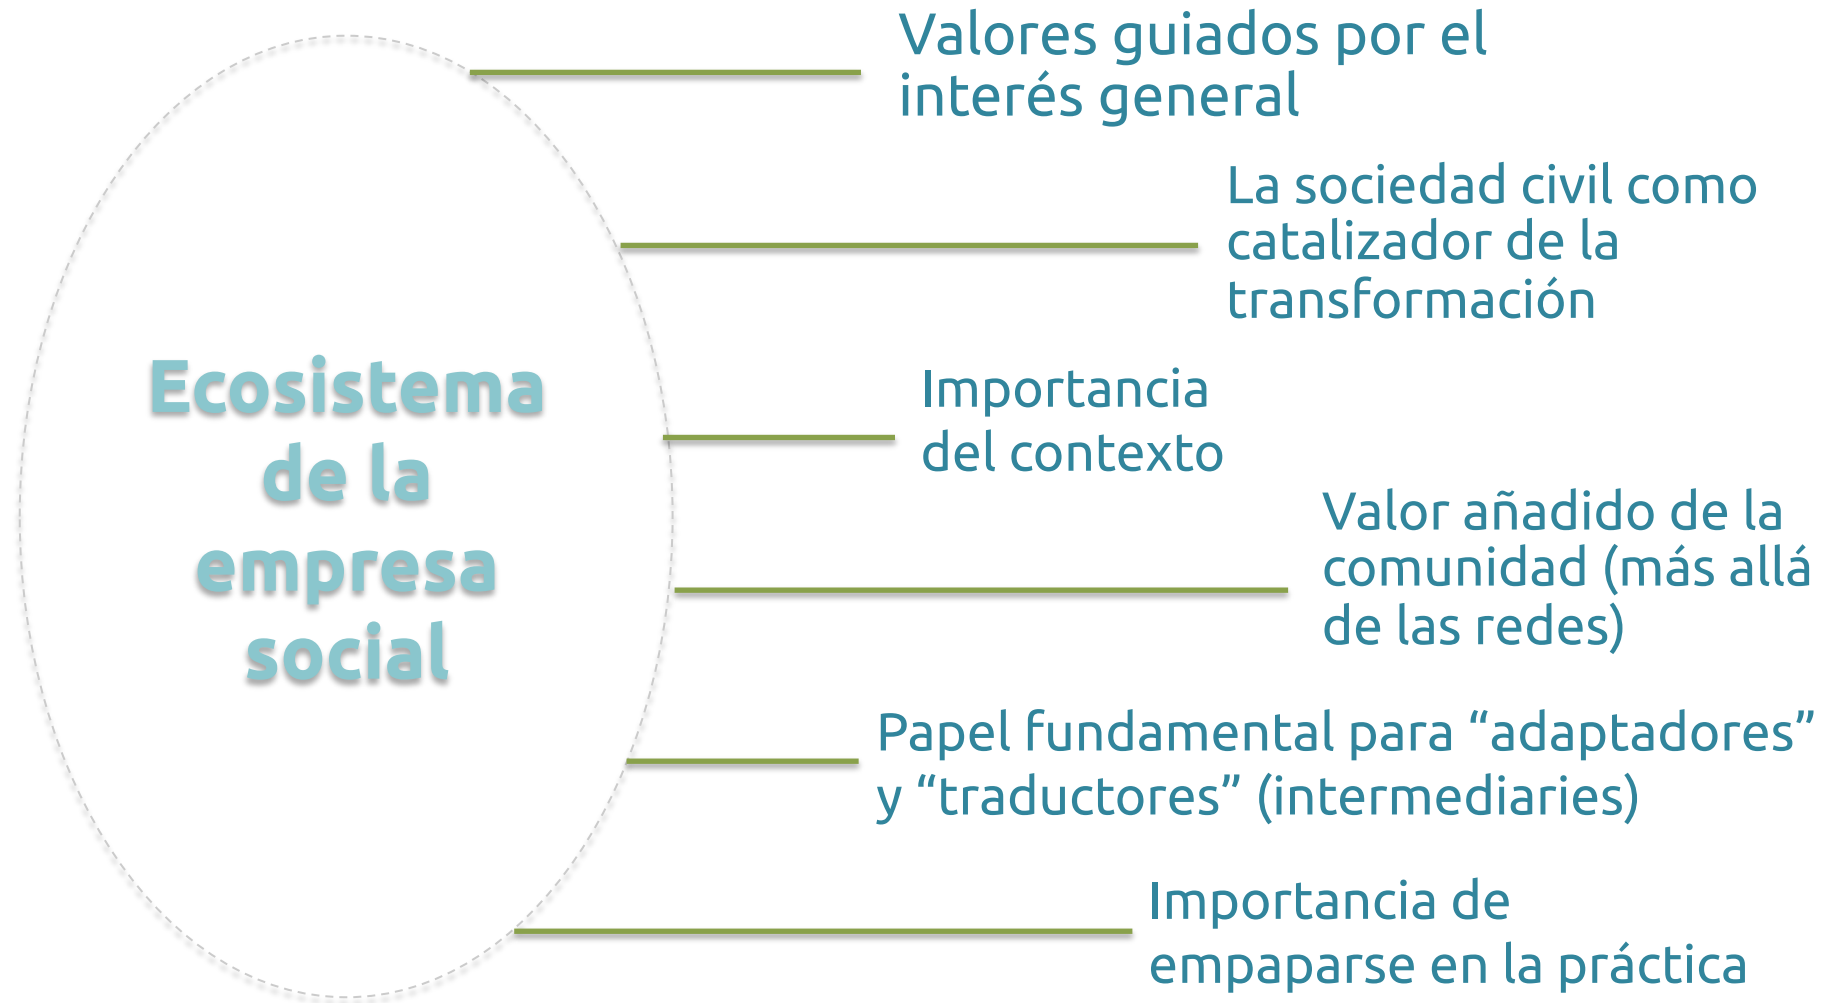 Valores guiados por el
interés general
La sociedad civil como
catalizador de la
transformación
Ecosistema
de la
empresa
social
Importancia
del contexto
Valor añadido de la
comunidad (más allá
de las redes)
Papel fundamental para “adaptadores”
y “traductores” (intermediaries)
Importancia de
empaparse en la práctica